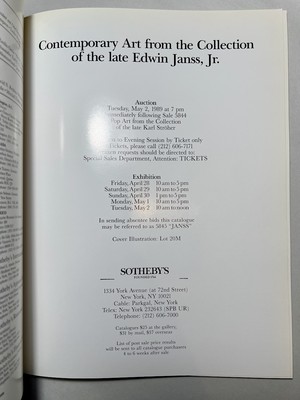 Contemporary Art from the Collection
of the late Edwin Janss, Jr.
Auction
Tuesday, May 2, 1989 at 7 pm
immediately following Sale 5844
Pop Art from the Collection
of the late Karl Ströher
Evening Session by Ticket only
Tickets, please call (212) 606-7171
requests should be directed to:
Special Sales Department, Attention: TICKETS
Exhibition
Friday, April 28 10 am to 5 pm
Saturday, April 29 10 am to 5 pm
Sunday, April 30 1 pm to 5 pm
Monday, May 1 10 am to 5 pm
Tuesday, May 2 10 am to noon
In sending absentee bids this catalogue
may be referred to as 5845 "JANSS"
Cover Illustration: Lot 20M
SOTHEBY'S
FOUNDED 1744
1334 York Avenue (at 72nd Street)
New York, NY 10021
Cable: Parkgal, New York
Telex: New York 232643 (SPB UR)
Telephone: (212) 606-7000
Catalogues $25 at the gallery,
$31 by mail, $37 overseas
List of post sale price results
will be sent to all catalogue purchasers
4 to 6 weeks after sale